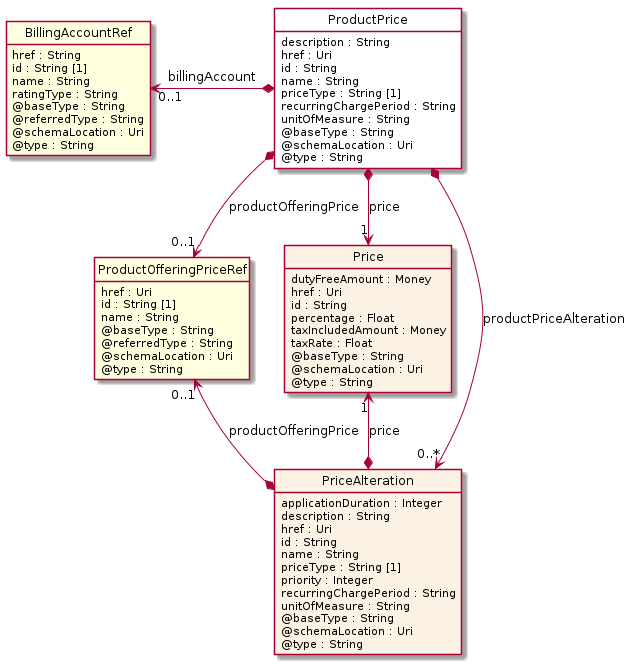 BillingAccountRef
href : String
id : String [1]
name : String
ratingType : String
@baseType : String
@referredType : String
@schemaLocation : Uri
@type : String
billingAccount
0..1
ProductPrice
description : String
href : Uri
id : String
name : String
priceType : String [1]
recurringChargePeriod : String
unitOfMeasure : String
@baseType : String
@schemaLocation : Uri
@type : String
productOfferingPrice
0..1
price
1
productPriceAlteration
0..*
ProductOfferingPriceRef
href : Uri
id : String [1]
name : String
@baseType : String
@referredType : String
@schemaLocation : Uri
@type : String
Price
dutyFreeAmount : Money
href : Uri
id : String
percentage : Float
taxIncludedAmount : Money
taxRate : Float
@baseType : String
@schemaLocation : Uri
@type : String
0..1
productOfferingPrice
1
price
PriceAlteration
applicationDuration : Integer
description : String
href : Uri
id : String
name : String
priceType : String [1]
priority : Integer
recurringChargePeriod : String
unitOfMeasure : String
@baseType : String
@schemaLocation : Uri
@type : String